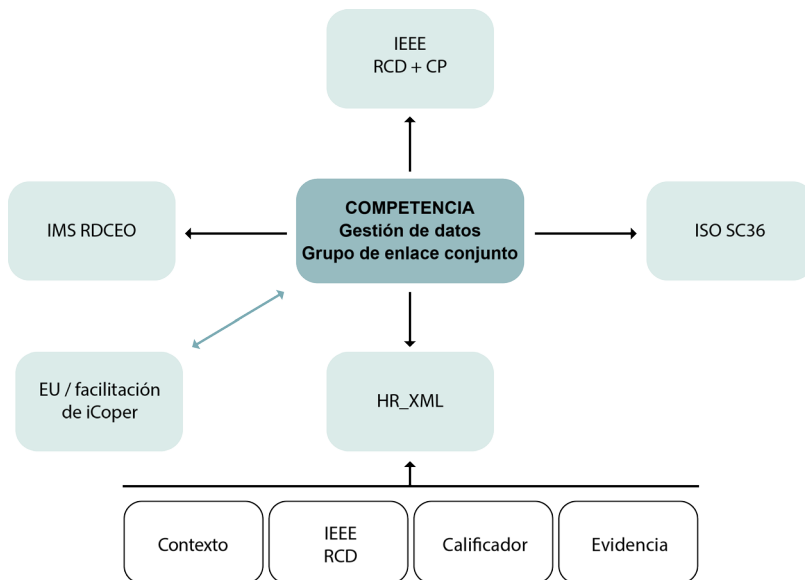 IEEE
RCD + CP
IMS RDCEO
COMPETENCIA
Gestión de datos
Grupo de enlace conjunto
ISO SC36
EU / facilitación
de iCoper
HR_XML
Contexto
IEEE
RCD
Calificador
Evidencia